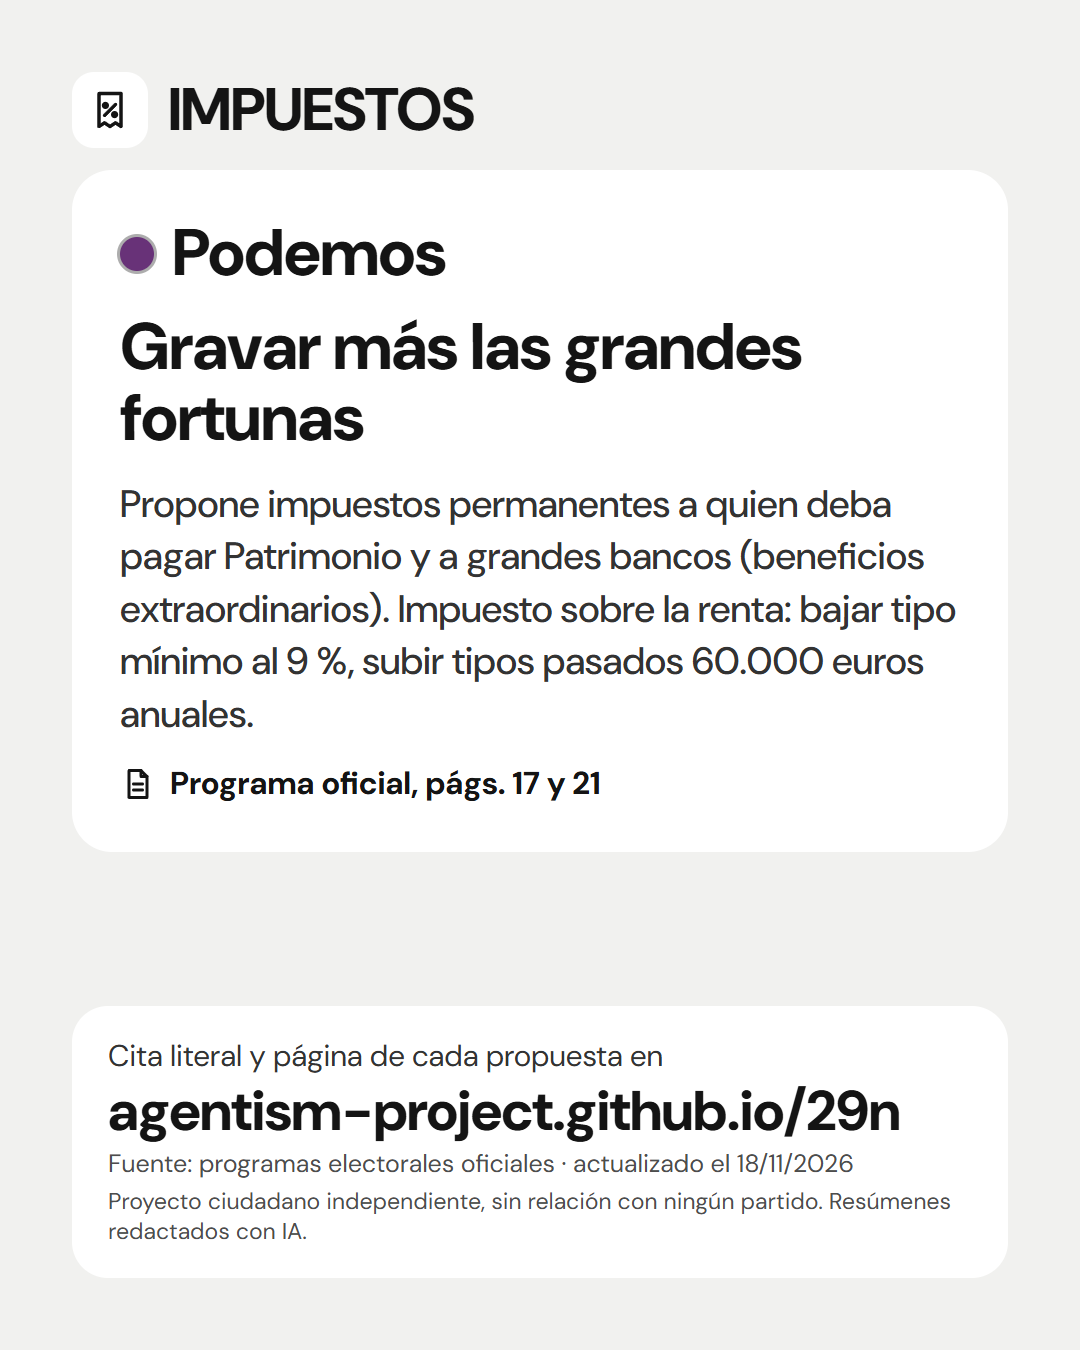 IMPUESTOS
Podemos
Gravar más las grandes
fortunas
Propone impuestos permanentes a quien deba
pagar Patrimonio y a grandes bancos (beneficios
extraordinarios). Impuesto sobre la renta: bajar tipo
mínimo al 9 %, subir tipos pasados 60.000 euros
anuales.
Programa oficial, págs. 17 y 21
Cita literal y página de cada propuesta en
agentism-project.github.io/29n
Fuente: programas electorales oficiales · actualizado el 18/11/2026
Proyecto ciudadano independiente, sin relación con ningún partido. Resúmenes
redactados con IA.